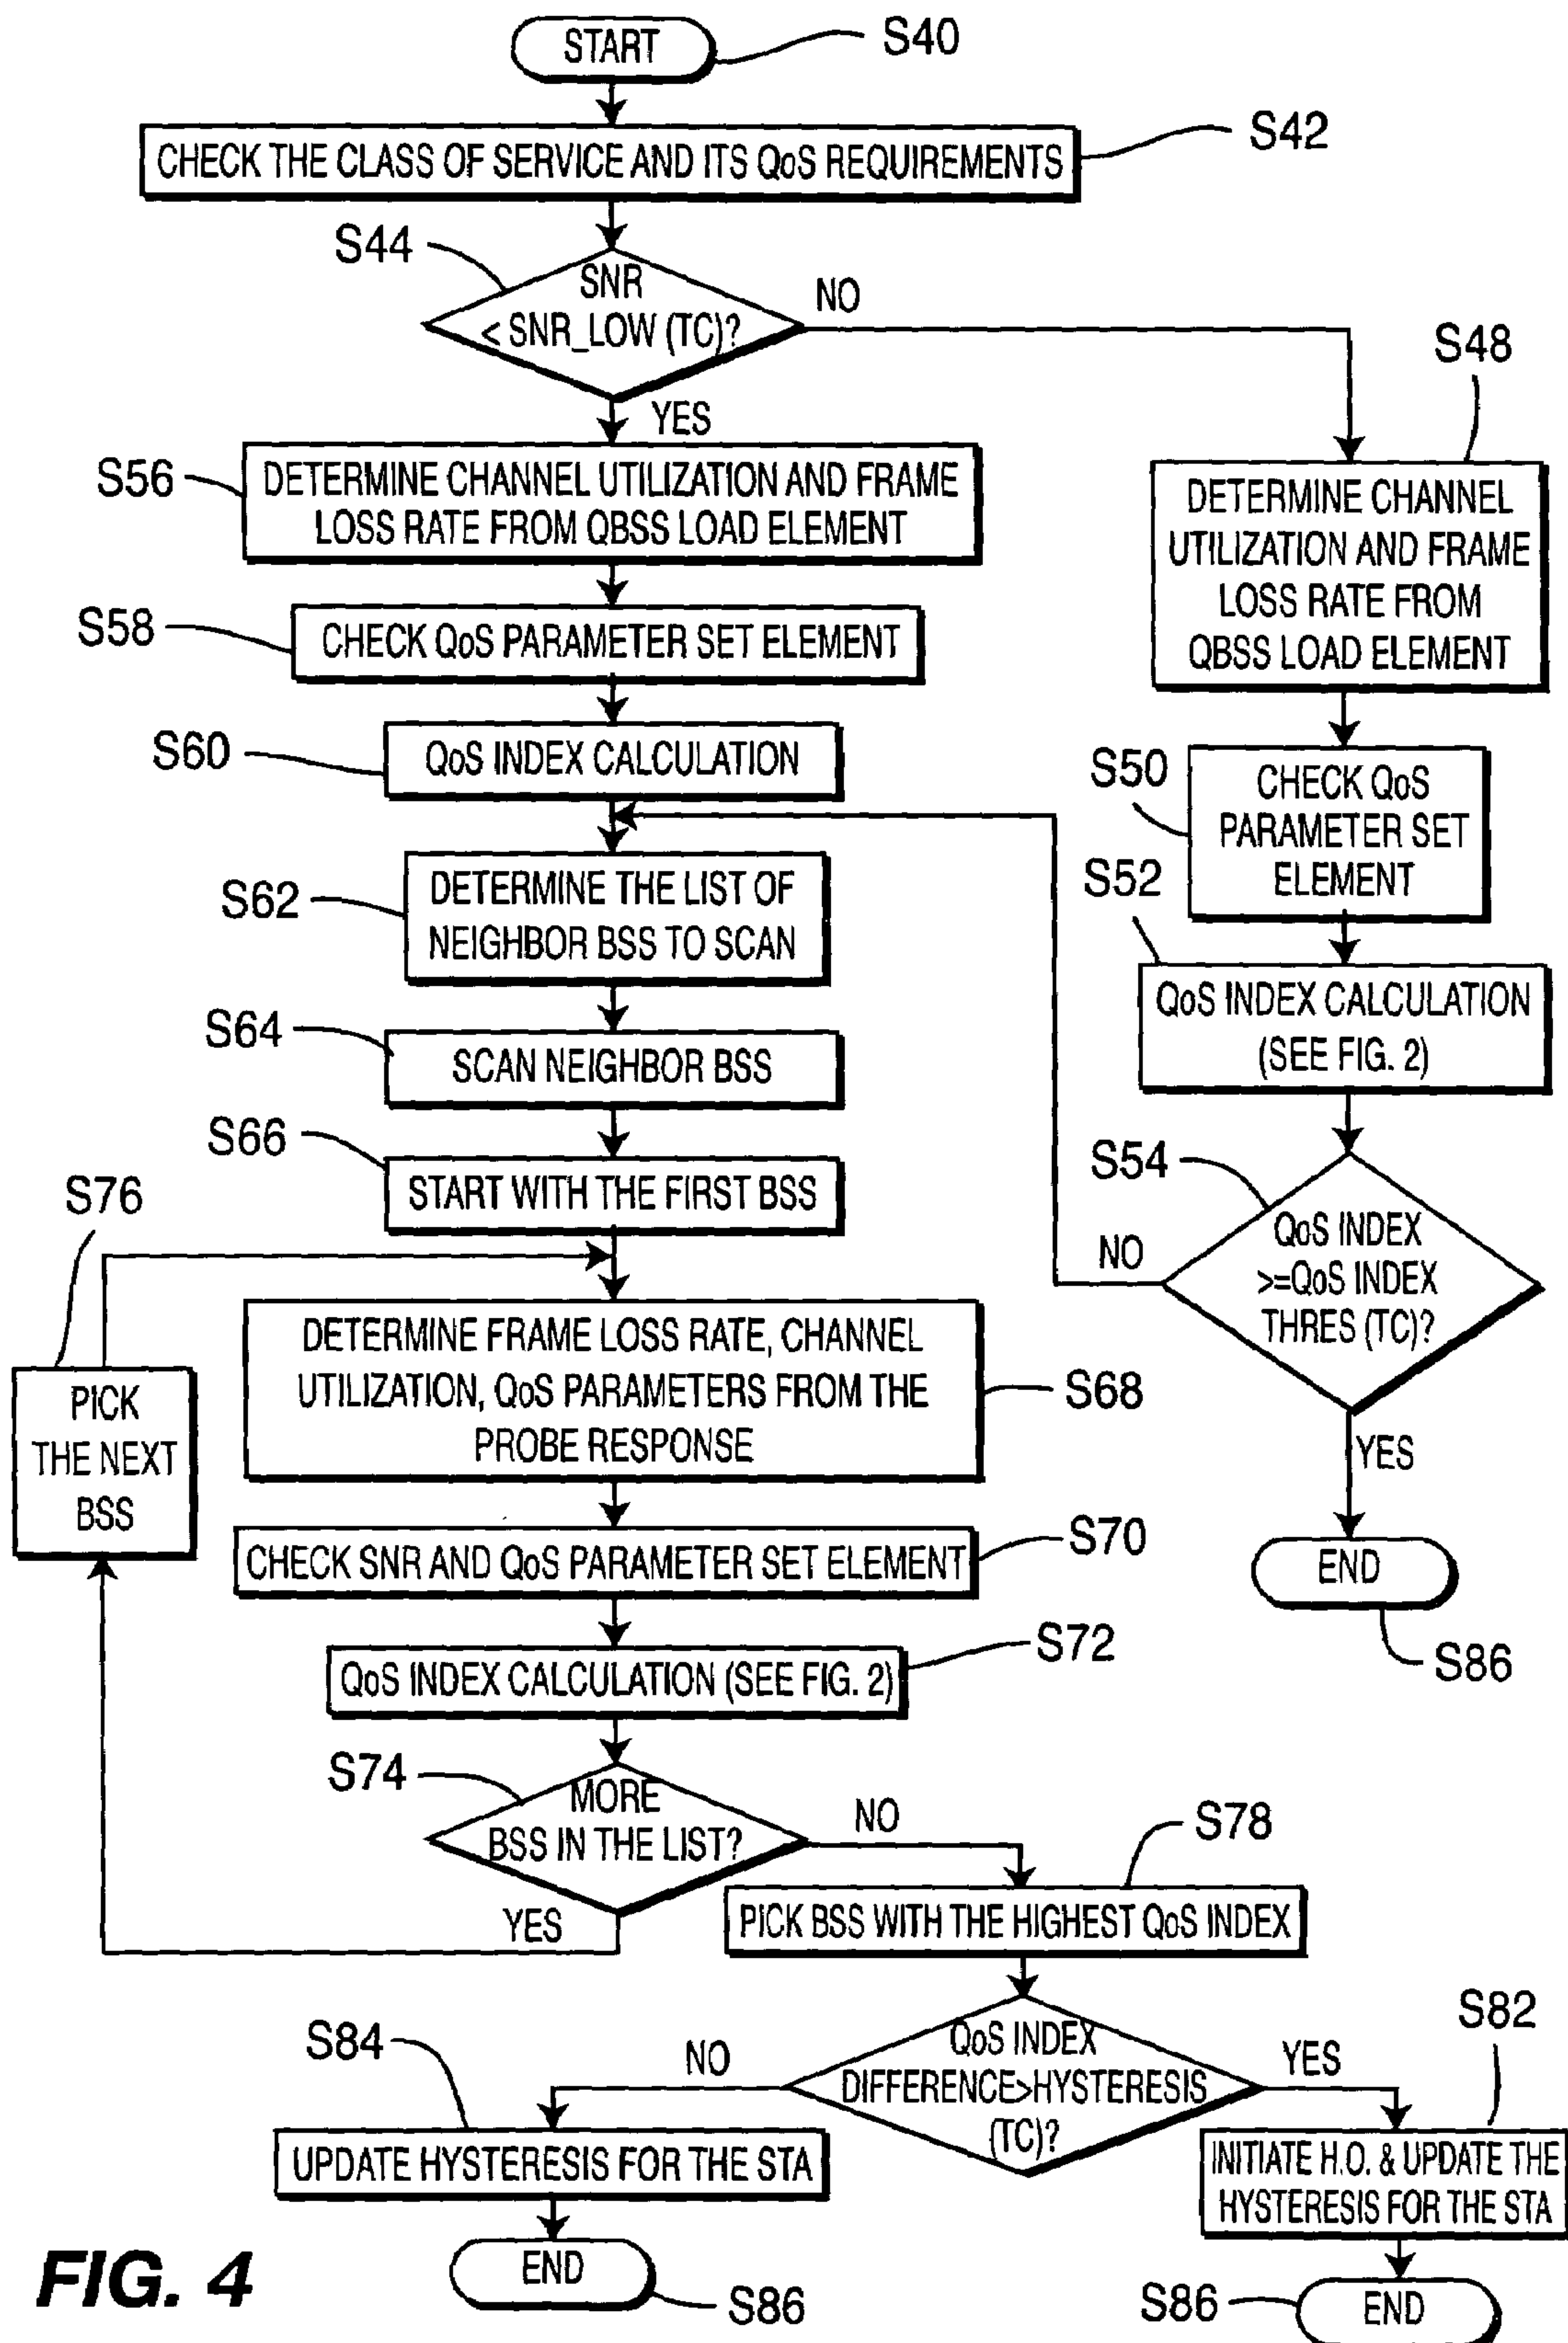 START
S40
CHECK THE CLASS OF SERVICE AND ITS QoS REQUIREMENTS
S42
S44
SNR
< SNR_LOW (TC)?
NO
YES
S48
S56
DETERMINE CHANNEL UTILIZATION AND FRAME
LOSS RATE FROM QBSS LOAD ELEMENT
DETERMINE CHANNEL
UTILIZATION AND FRAME
LOSS RATE FROM
QBSS LOAD ELEMENT
S58
CHECK QoS PARAMETER SET ELEMENT
S60
QoS INDEX CALCULATION
S50
CHECK QoS
PARAMETER SET
ELEMENT
S62
DETERMINE THE LIST OF
NEIGHBOR BSS TO SCAN
S52
QoS INDEX CALCULATION
(SEE FIG. 2)
S64
SCAN NEIGHBOR BSS
S66
START WITH THE FIRST BSS
S54
QoS INDEX
>=QoS INDEX
THRES (TC)?
NO
YES
END
S86
S76
PICK
THE NEXT
BSS
DETERMINE FRAME LOSS RATE, CHANNEL
UTILIZATION, QoS PARAMETERS FROM THE
PROBE RESPONSE
S68
CHECK SNR AND QoS PARAMETER SET ELEMENT
S70
QoS INDEX CALCULATION (SEE FIG. 2)
S72
S74
MORE
BSS IN THE LIST?
NO
YES
S78
PICK BSS WITH THE HIGHEST QoS INDEX
QoS INDEX
DIFFERENCE>HYSTERESIS
(TC)?
NO
YES
S84
UPDATE HYSTERESIS FOR THE STA
S82
INITIATE H.O. & UPDATE THE
HYSTERESIS FOR THE STA
END
S86
S86
END
FIG. 4